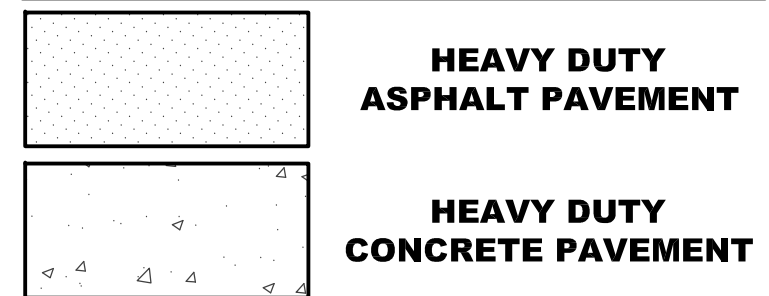 HEAVY DUTY
ASPHALT PAVEMENT
HEAVY DUTY
CONCRETE PAVEMENT